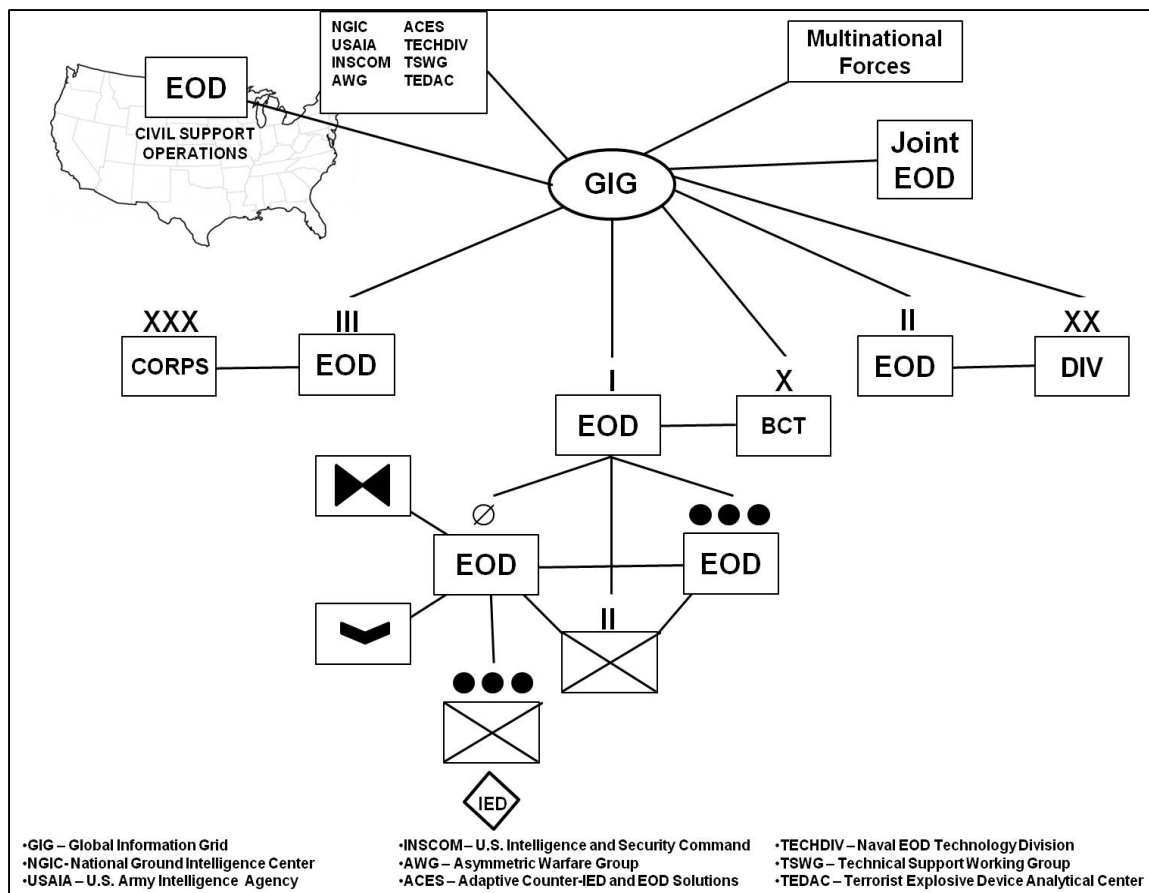 NGIC ACES
USAIA TECHDIV
INSCOM TSWG
AWG TEDAC
Multinational
Forces
EOD
CIVIL SUPPORT
OPERATIONS
Joint
EOD
GIG
XXX
CORPS
III
EOD
II
EOD
XX
DIV
I
EOD
X
BCT
EOD
EOD
II
IED
•GIG – Global Information Grid
•NGIC- National Ground Intelligence Center
•USAIA – U.S. Army Intelligence Agency
•INSCOM – U.S. Intelligence and Security Command
•AWG – Asymmetric Warfare Group
•ACES – Adaptive Counter-IED and EOD Solutions
•TECHDIV – Naval EOD Technology Division
•TSWG – Technical Support Working Group
•TEDAC – Terrorist Explosive Device Analytical Center